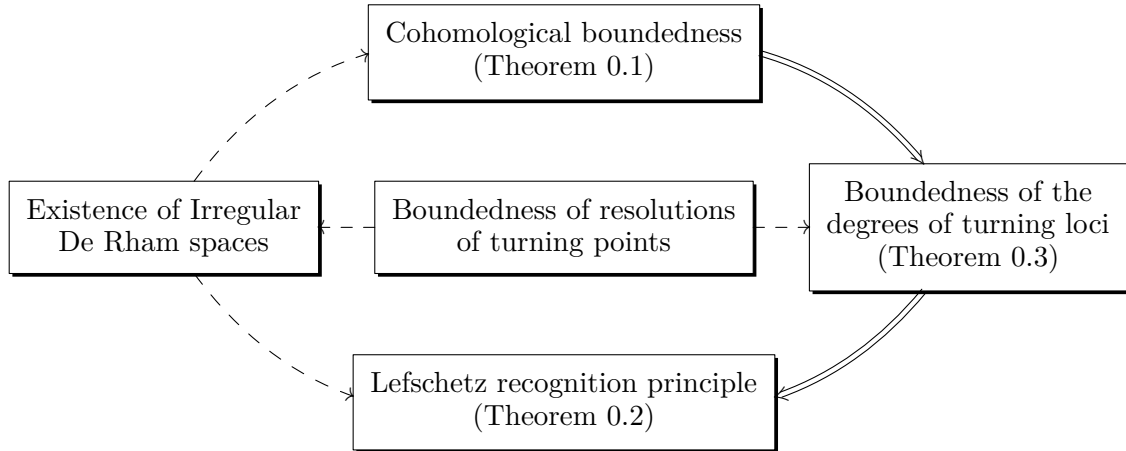 Cohomological boundedness
(Theorem 0.1)
Existence of Irregular
De Rham spaces
Boundedness of resolutions
of turning points
Boundedness of the
degrees of turning loci
(Theorem 0.3)
Lefschetz recognition principle
(Theorem 0.2)